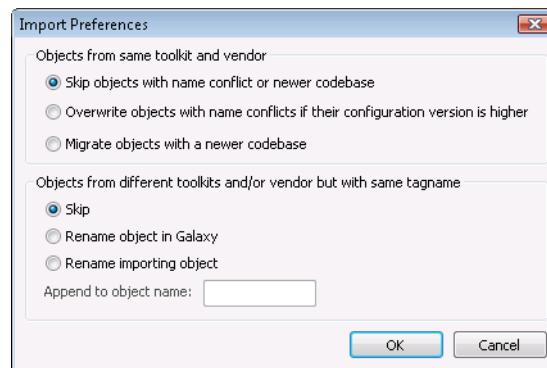 Import Preferences
Objects from same toolkit and vendor
Skip objects with name conflict or newer codebase
Overwrite objects with name conflicts if their configuration version is higher
Migrate objects with a newer codebase
Objects from different toolkits and/or vendor but with same tagname
Skip
Rename object in Galaxy
Rename importing object
Append to object name:
OK Cancel